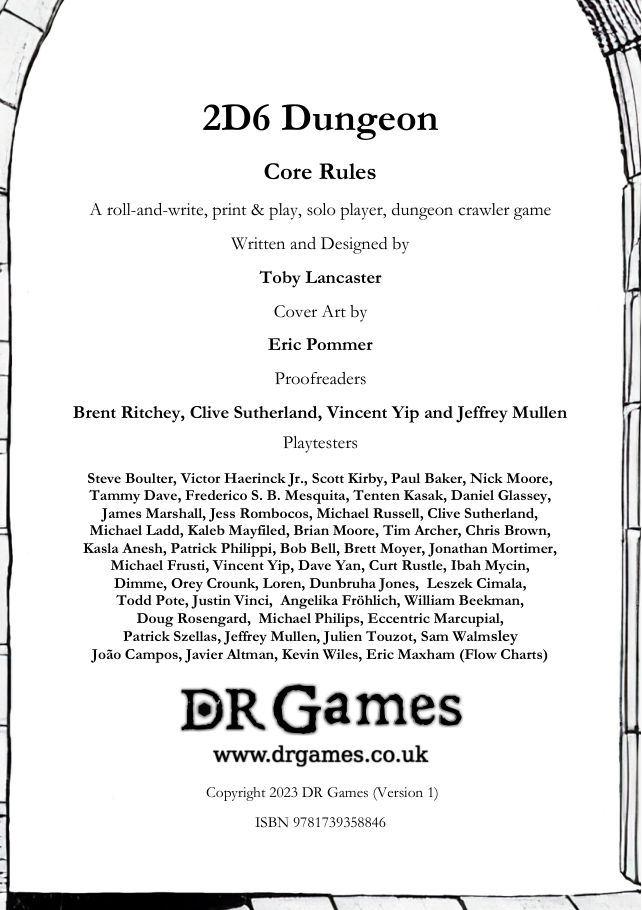 2D6 Dungeon
Core Rules
A roll-and-write, print & play, solo player, dungeon crawler game
Written and Designed by
Toby Lancaster
Cover Art by
Eric Pommer
Proofreaders
Brent Ritchey, Clive Sutherland, Vincent Yip and Jeffrey Mullen
Playtesters
Steve Boulter, Victor Haerinck Jr., Scott Kirby, Paul Baker, Nick Moore,
Tammy Dave, Frederico S. B. Mesquita, Tenten Kasak, Daniel Glassey,
James Marshall, Jess Rombocos, Michael Russell, Clive Sutherland,
Michael Ladd, Kaleb Mayfiled, Brian Moore, Tim Archer, Chris Brown,
Kasla Anesh, Patrick Philippi, Bob Bell, Brett Moyer, Jonathan Mortimer,
Michael Frusti, Vincent Yip, Dave Yan, Curt Rustle, Ibah Mycin,
Dimme, Orey Crounk, Loren, Dunbruha Jones,  Leszek Cimala,
Todd Pote, Justin Vinci,  Angelika Fröhlich, William Beekman,
Doug Rosengard,  Michael Philips, Eccentric Marcupial,
Patrick Szellas, Jeffrey Mullen, Julien Touzot, Sam Walmsley
João Campos, Javier Altman, Kevin Wiles, Eric Maxham (Flow Charts)
DR Games
www.drgames.co.uk
Copyright 2023 DR Games (Version 1)
ISBN 9781739358846